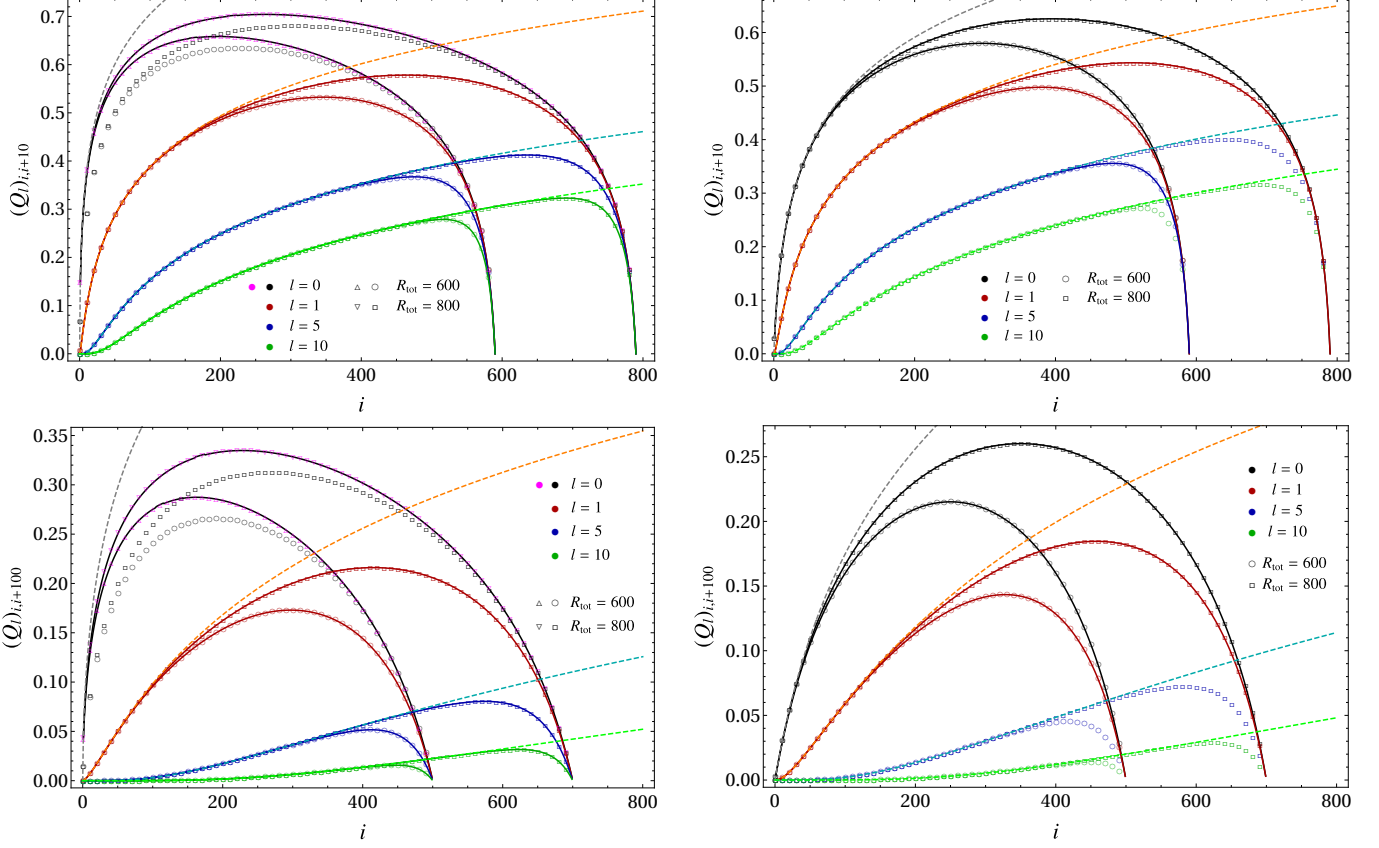 0.7
0.6
0.5
0.4
0.3
0.2
0.1
0.0
(Q_l)_{i,i+10}
l = 0
l = 1
l = 5
l = 10
R_tot = 600
R_tot = 800
0 200 400 600 800
i
0.6
0.5
0.4
0.3
0.2
0.1
0.0
(Q_l)_{i,i+10}
l = 0
l = 1
l = 5
l = 10
R_tot = 600
R_tot = 800
0 200 400 600 800
i
0.35
0.30
0.25
0.20
0.15
0.10
0.05
0.00
(Q_l)_{i,i+100}
l = 0
l = 1
l = 5
l = 10
R_tot = 600
R_tot = 800
0 200 400 600 800
i
0.25
0.20
0.15
0.10
0.05
0.00
(Q_l)_{i,i+100}
l = 0
l = 1
l = 5
l = 10
R_tot = 600
R_tot = 800
0 200 400 600 800
i